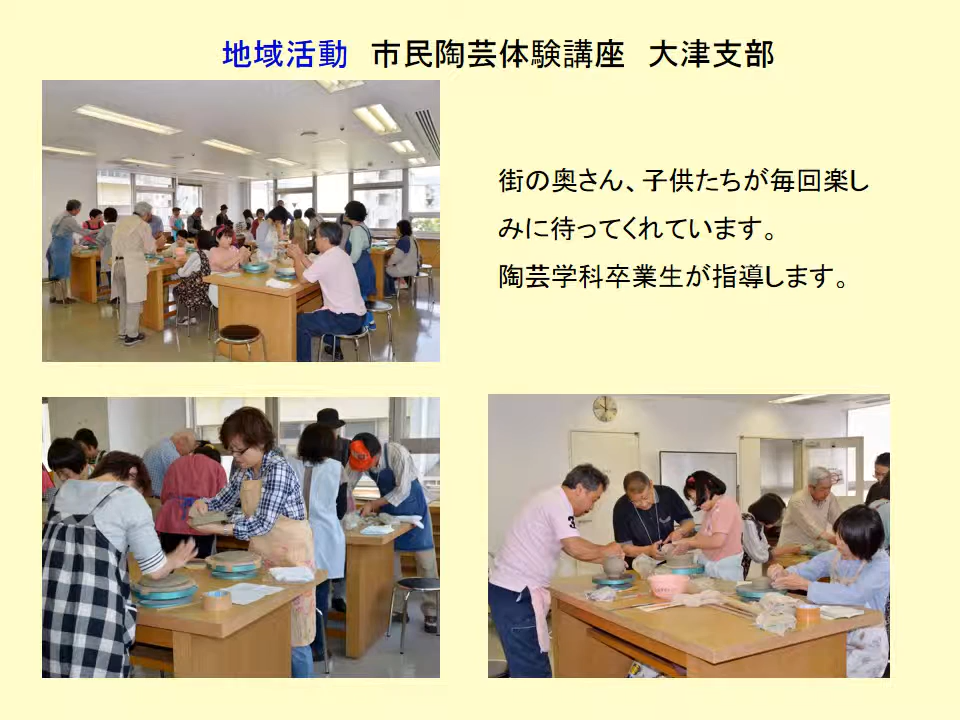 地域活動　市民陶芸体験講座　大津支部
街の奥さん、子供たちが毎回楽し
みに待ってくれています。
陶芸学科卒業生が指導します。
3